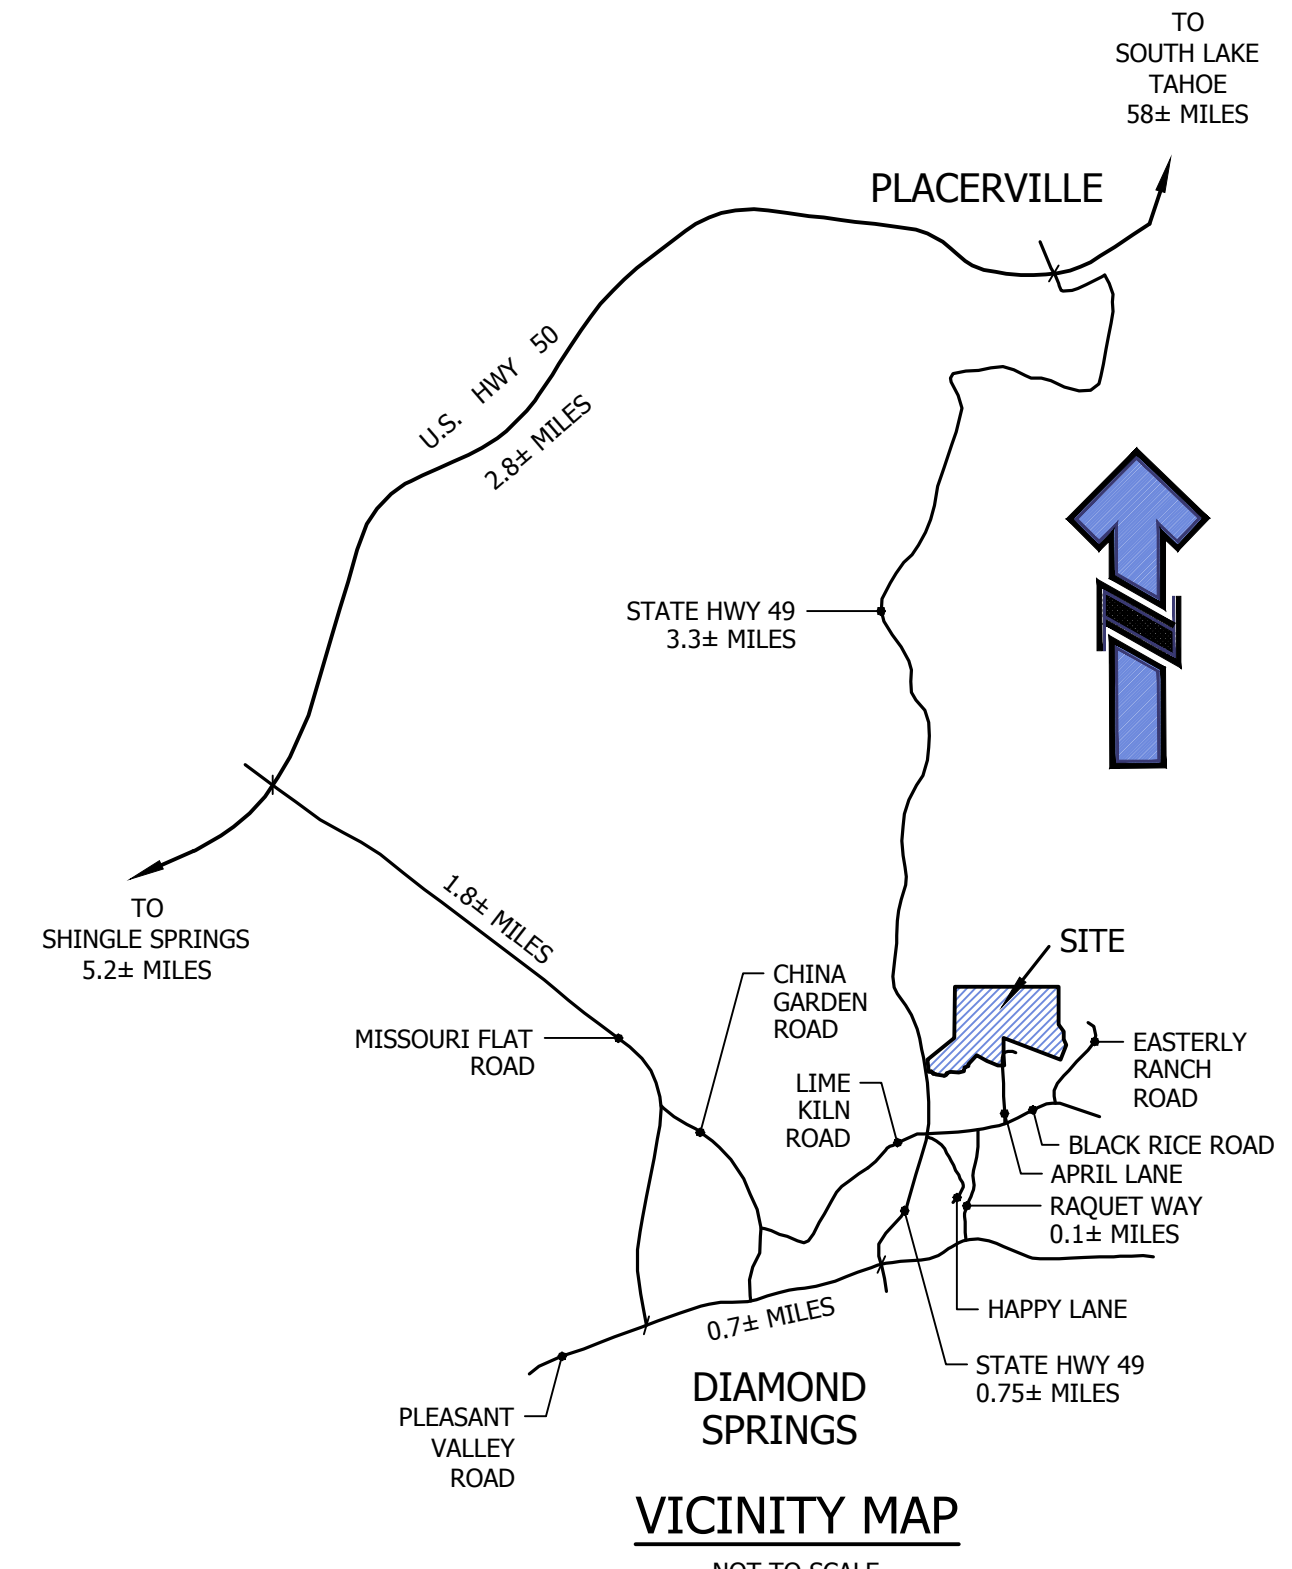 TO
SOUTH LAKE
TAHOE
58± MILES
PLACERVILLE
U.S. HWY 50
2.8± MILES
STATE HWY 49
3.3± MILES
TO
SHINGLE SPRINGS
5.2± MILES
1.8± MILES
SITE
CHINA
GARDEN
ROAD
MISSOURI FLAT
ROAD
EASTERLY
RANCH
ROAD
LIME
KILN
ROAD
BLACK RICE ROAD
APRIL LANE
RAQUET WAY
0.1± MILES
HAPPY LANE
0.7± MILES
STATE HWY 49
0.75± MILES
DIAMOND
SPRINGS
PLEASANT
VALLEY
ROAD
VICINITY MAP
NOT TO SCALE